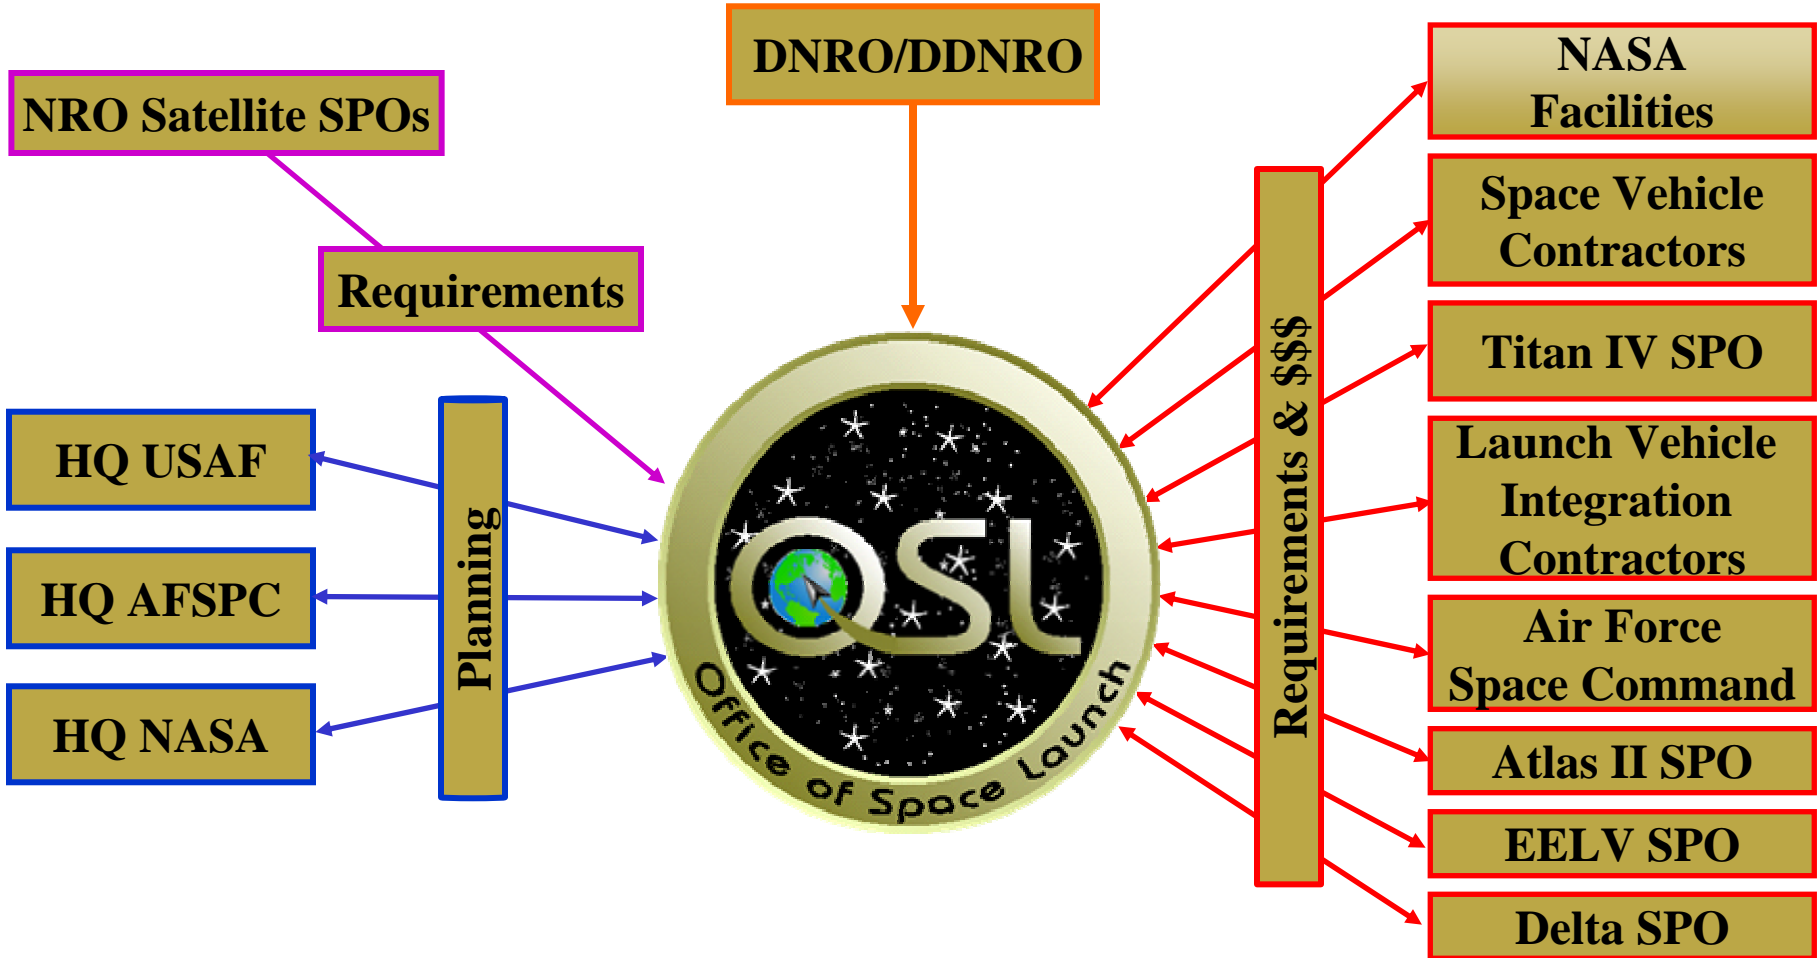 DNRO/DDNRO
NRO Satellite SPOs
Requirements
HQ USAF
HQ AFSPC
HQ NASA
Planning
OSL
Office of Space Launch
Requirements & $$$
NASA
Facilities
Space Vehicle
Contractors
Titan IV SPO
Launch Vehicle
Integration
Contractors
Air Force
Space Command
Atlas II SPO
EELV SPO
Delta SPO